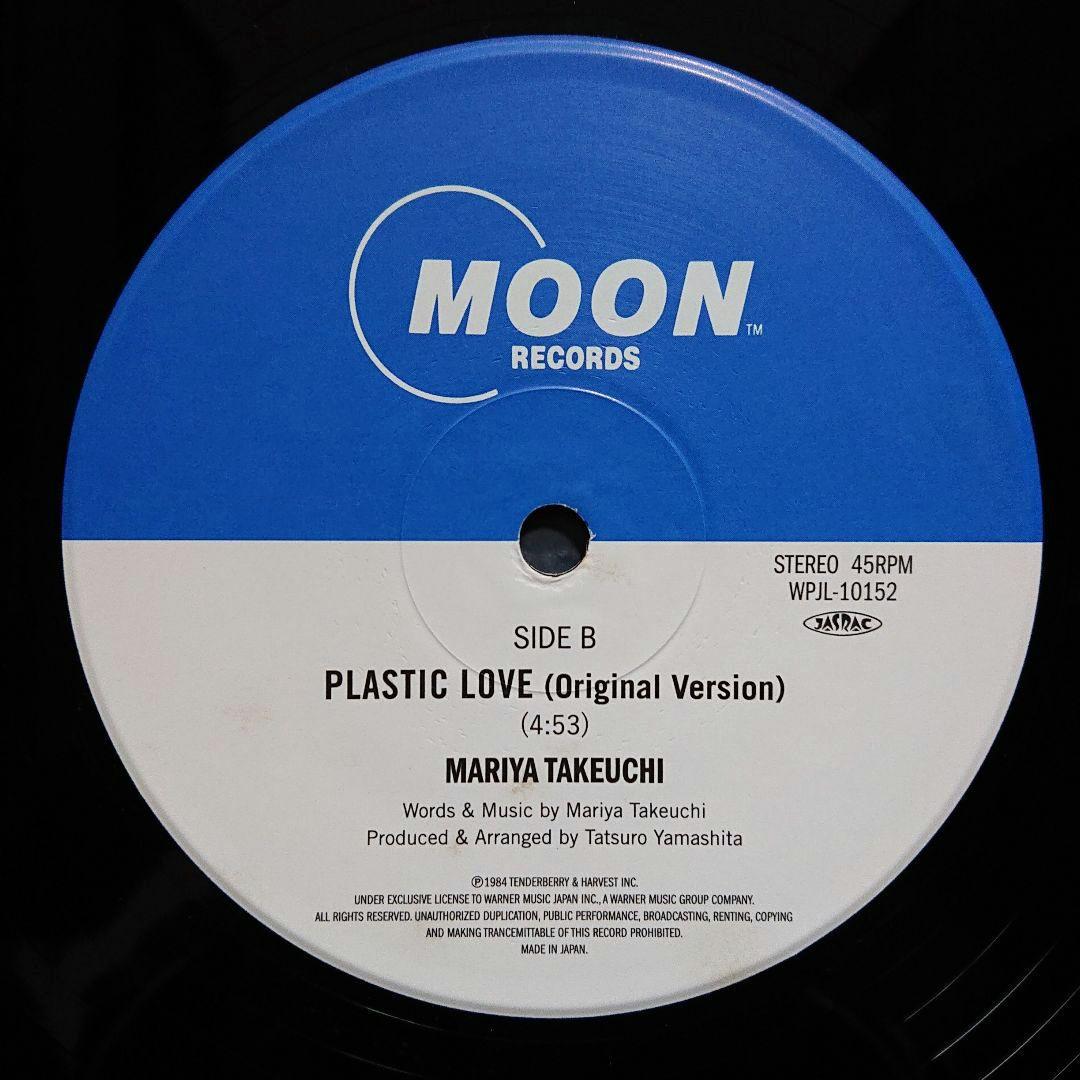 MOON™
RECORDS
STEREO 45RPM
WPJL-10152
JASRAC
SIDE B
PLASTIC LOVE (Original Version)
(4:53)
MARIYA TAKEUCHI
Words & Music by Mariya Takeuchi
Produced & Arranged by Tatsuro Yamashita
℗1984 TENDERBERRY & HARVEST INC.
UNDER EXCLUSIVE LICENSE TO WARNER MUSIC JAPAN INC., A WARNER MUSIC GROUP COMPANY.
ALL RIGHTS RESERVED. UNAUTHORIZED DUPLICATION, PUBLIC PERFORMANCE, BROADCASTING, RENTING, COPYING
AND MAKING TRANCEMITTABLE OF THIS RECORD PROHIBITED.
MADE IN JAPAN.